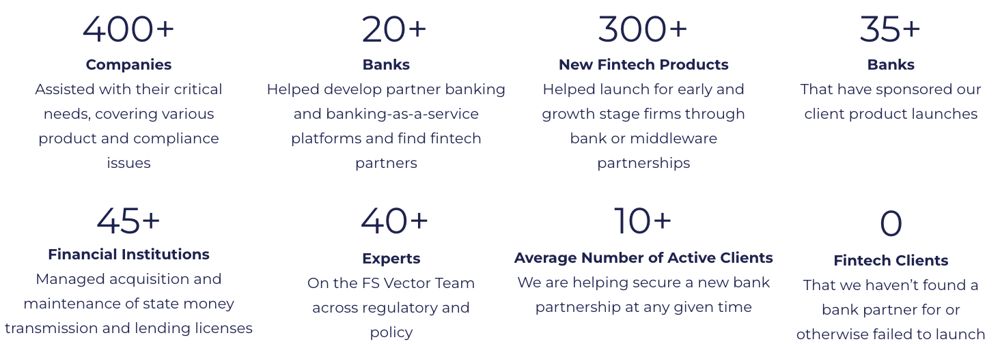 400+
Companies
Assisted with their critical
needs, covering various
product and compliance
issues
20+
Banks
Helped develop partner banking
and banking-as-a-service
platforms and find fintech
partners
300+
New Fintech Products
Helped launch for early and
growth stage firms through
bank or middleware
partnerships
35+
Banks
That have sponsored our
client product launches
45+
Financial Institutions
Managed acquisition and
maintenance of state money
transmission and lending licenses
40+
Experts
On the FS Vector Team
across regulatory and
policy
10+
Average Number of Active Clients
We are helping secure a new bank
partnership at any given time
0
Fintech Clients
That we haven’t found a
bank partner for or
otherwise failed to launch